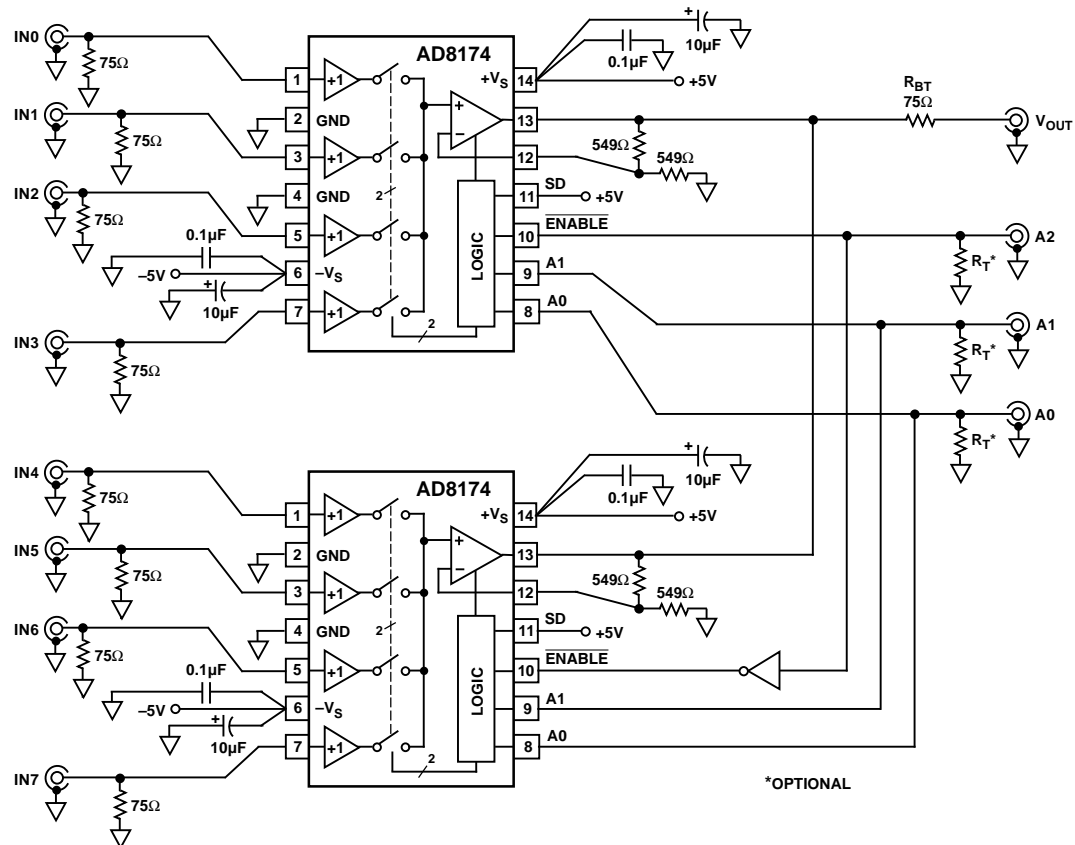 IN0
75Ω
IN1
75Ω
IN2
75Ω
0.1µF
–5V
+
10µF
IN3
75Ω
AD8174
1
+1
2
GND
3
+1
4
GND
2
5
+1
6
–VS
7
+1
2
+
–
LOGIC
+VS
14
13
12
11
SD
10
ENABLE
9
A1
8
A0
+
10µF
0.1µF
+5V
549Ω
549Ω
+5V
RBT
75Ω
VOUT
A2
RT*
A1
RT*
A0
RT*
IN4
75Ω
IN5
75Ω
IN6
75Ω
0.1µF
–5V
+
10µF
IN7
75Ω
AD8174
1
+1
2
GND
3
+1
4
GND
2
5
+1
6
–VS
7
+1
2
+
–
LOGIC
+VS
14
13
12
11
SD
10
ENABLE
9
A1
8
A0
+
10µF
0.1µF
+5V
549Ω
549Ω
+5V
*OPTIONAL